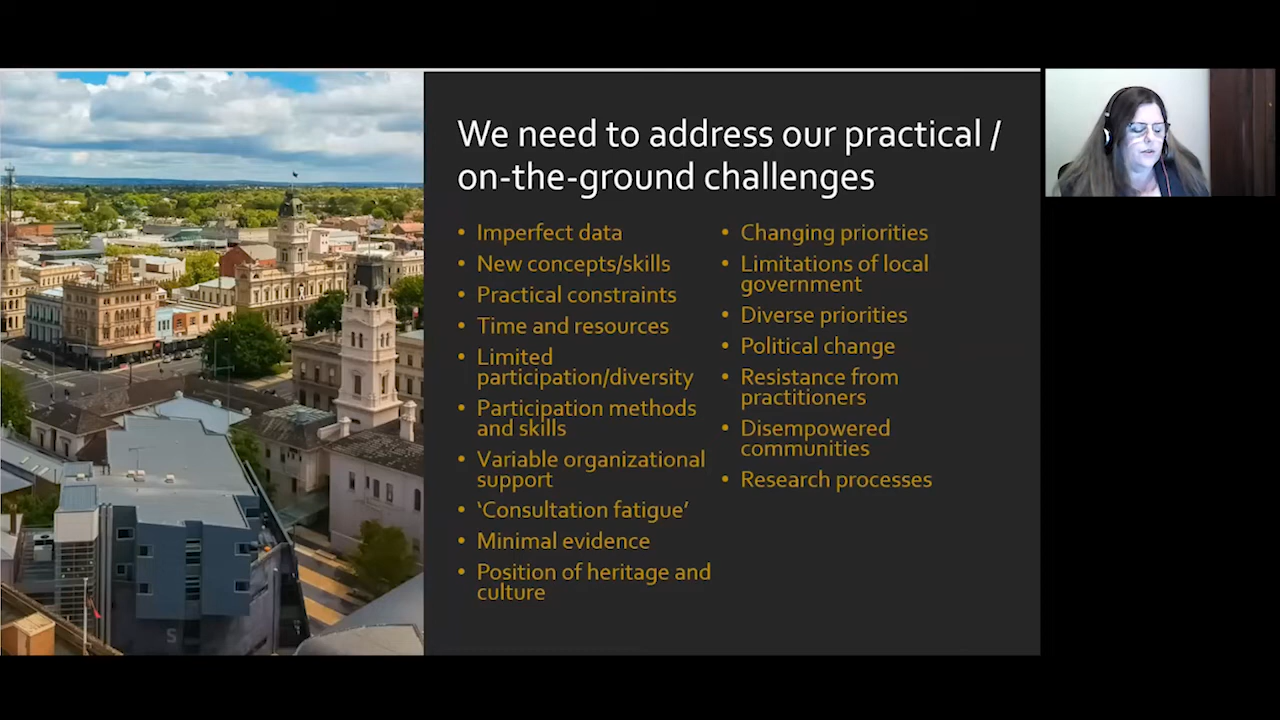 We need to address our practical /
on-the-ground challenges
• Imperfect data
• New concepts/skills
• Practical constraints
• Time and resources
• Limited
participation/diversity
• Participation methods
and skills
• Variable organizational
support
• ‘Consultation fatigue’
• Minimal evidence
• Position of heritage and
culture
• Changing priorities
• Limitations of local
government
• Diverse priorities
• Political change
• Resistance from
practitioners
• Disempowered
communities
• Research processes
S